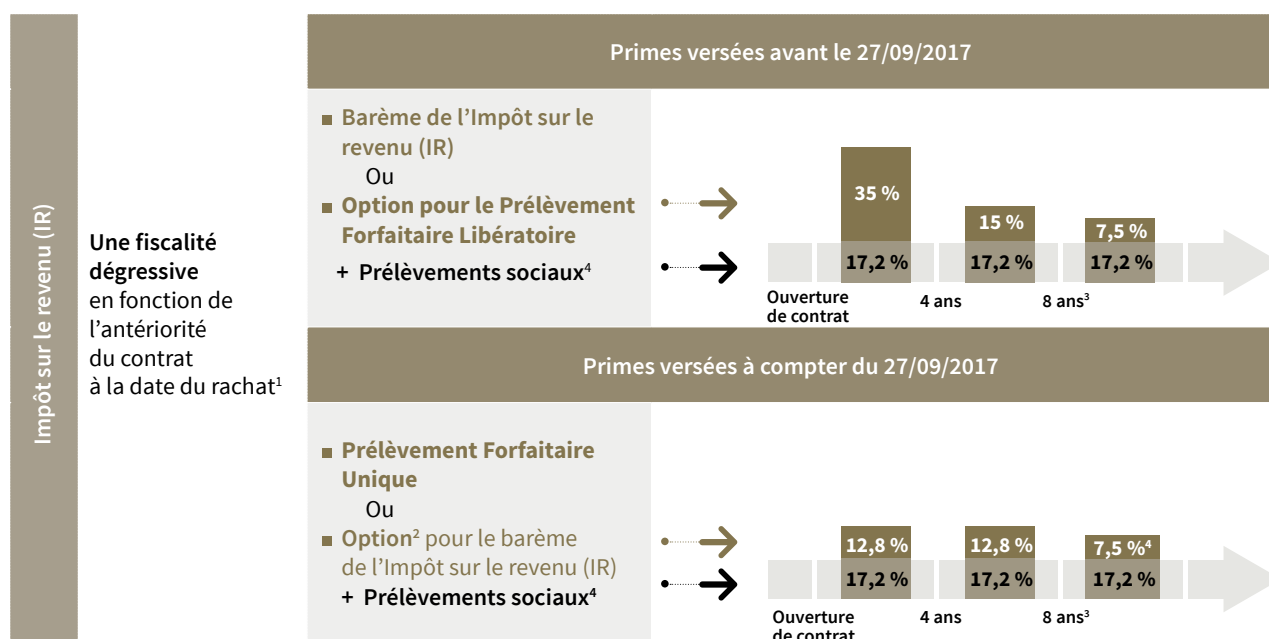 Impôt sur le revenu (IR)
Une fiscalité
dégressive
en fonction de
l’antériorité
du contrat
à la date du rachat¹
Primes versées avant le 27/09/2017
■ Barème de l’Impôt sur le
revenu (IR)
Ou
■ Option pour le Prélèvement
Forfaitaire Libératoire
+ Prélèvements sociaux⁴
35 %
15 %
7,5 %
17,2 %
17,2 %
17,2 %
Ouverture
de contrat
4 ans
8 ans³
Primes versées à compter du 27/09/2017
■ Prélèvement Forfaitaire
Unique
Ou
■ Option² pour le barème
de l’Impôt sur le revenu (IR)
+ Prélèvements sociaux⁴
12,8 %
12,8 %
7,5 %⁴
17,2 %
17,2 %
17,2 %
Ouverture
de contrat
4 ans
8 ans³